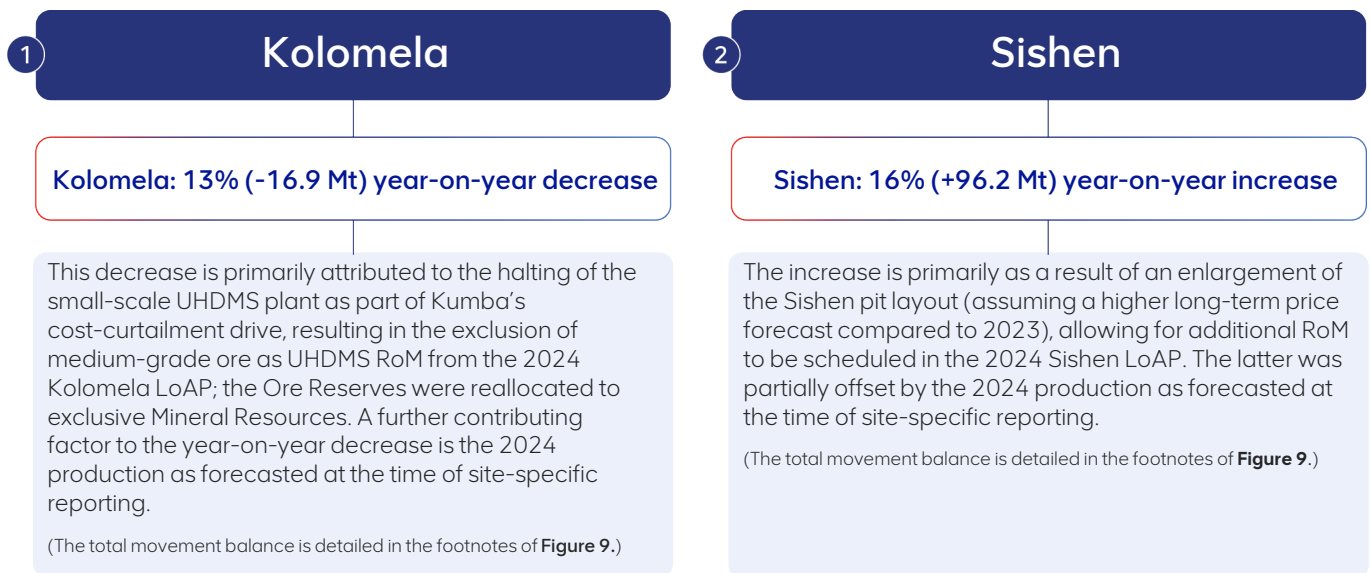 1
Kolomela
Kolomela: 13% (-16.9 Mt) year-on-year decrease
This decrease is primarily attributed to the halting of the
small-scale UHDMS plant as part of Kumba's
cost-curtailment drive, resulting in the exclusion of
medium-grade ore as UHDMS RoM from the 2024
Kolomela LoAP; the Ore Reserves were reallocated to
exclusive Mineral Resources. A further contributing
factor to the year-on-year decrease is the 2024
production as forecasted at the time of site-specific
reporting.
(The total movement balance is detailed in the footnotes of Figure 9.)
2
Sishen
Sishen: 16% (+96.2 Mt) year-on-year increase
The increase is primarily as a result of an enlargement of
the Sishen pit layout (assuming a higher long-term price
forecast compared to 2023), allowing for additional RoM
to be scheduled in the 2024 Sishen LoAP. The latter was
partially offset by the 2024 production as forecasted at
the time of site-specific reporting.
(The total movement balance is detailed in the footnotes of Figure 9.)